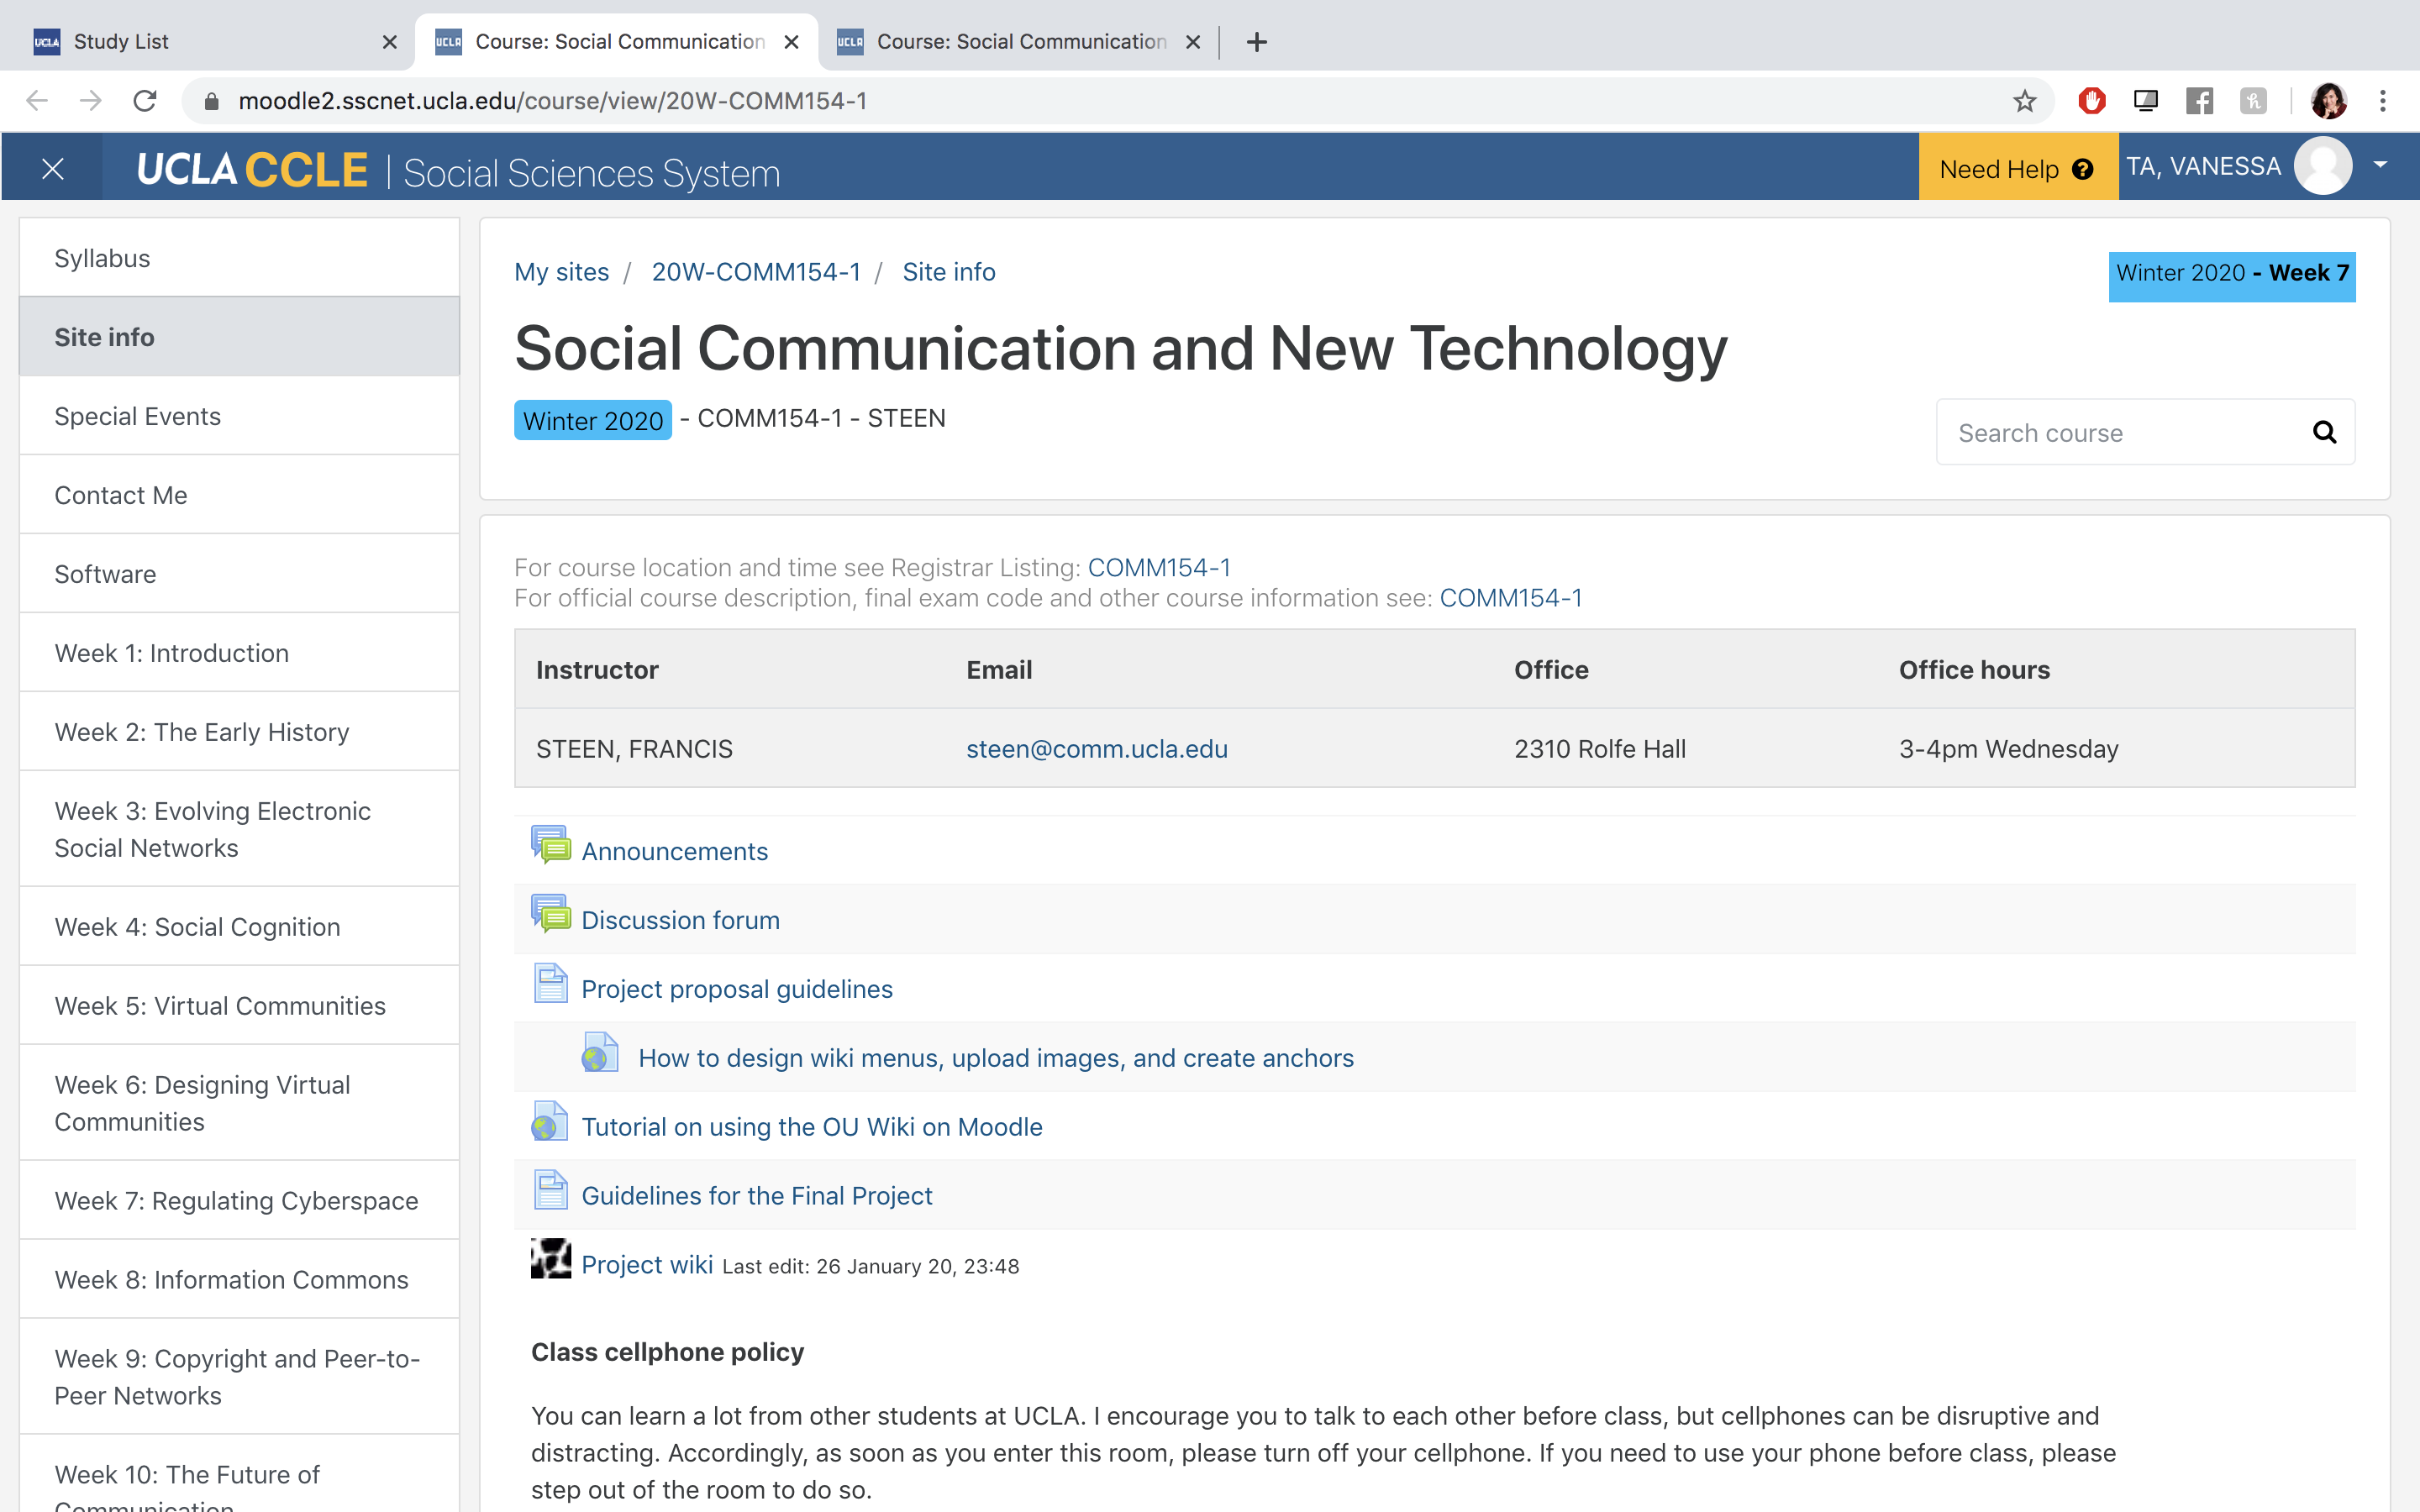 UCLA Study List
UCLA Course: Social Communication
UCLA Course: Social Communication
moodle2.sscnet.ucla.edu/course/view/20W-COMM154-1
UCLA CCLE | Social Sciences System
Need Help
TA, VANESSA
Syllabus
Site info
Special Events
Contact Me
Software
Week 1: Introduction
Week 2: The Early History
Week 3: Evolving Electronic
Social Networks
Week 4: Social Cognition
Week 5: Virtual Communities
Week 6: Designing Virtual
Communities
Week 7: Regulating Cyberspace
Week 8: Information Commons
Week 9: Copyright and Peer-to-
Peer Networks
Week 10: The Future of
Communication
My sites / 20W-COMM154-1 / Site info
Winter 2020 - Week 7
Social Communication and New Technology
Winter 2020 - COMM154-1 - STEEN
Search course
For course location and time see Registrar Listing: COMM154-1
For official course description, final exam code and other course information see: COMM154-1
Instructor Email Office Office hours
STEEN, FRANCIS steen@comm.ucla.edu 2310 Rolfe Hall 3-4pm Wednesday
Announcements
Discussion forum
Project proposal guidelines
How to design wiki menus, upload images, and create anchors
Tutorial on using the OU Wiki on Moodle
Guidelines for the Final Project
Project wiki Last edit: 26 January 20, 23:48
Class cellphone policy
You can learn a lot from other students at UCLA. I encourage you to talk to each other before class, but cellphones can be disruptive and
distracting. Accordingly, as soon as you enter this room, please turn off your cellphone. If you need to use your phone before class, please
step out of the room to do so.